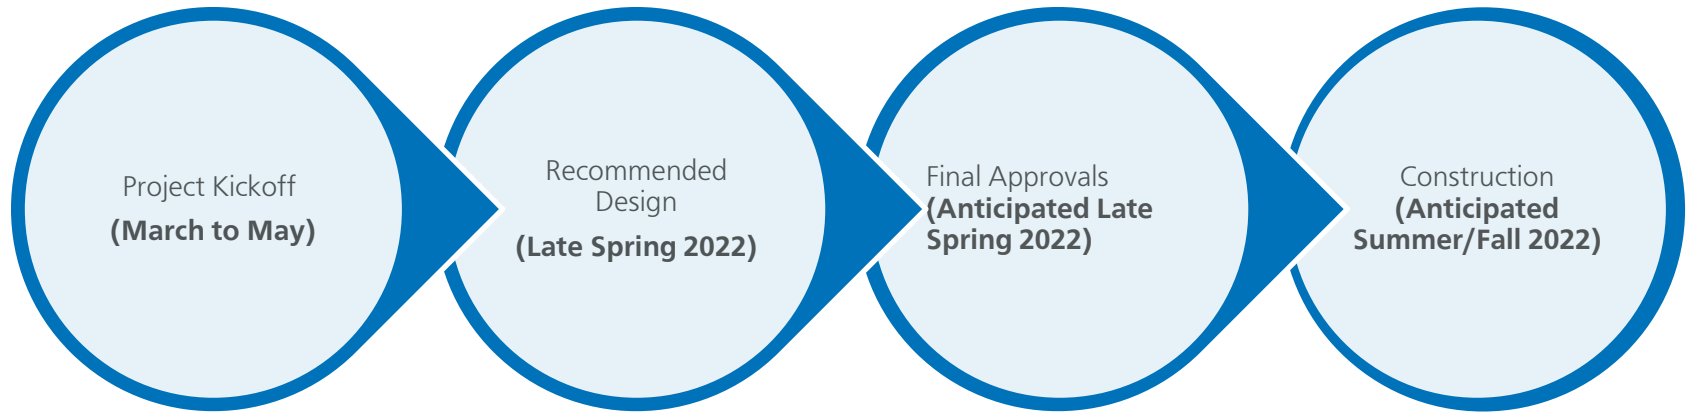 Project Kickoff
(March to May)
Recommended
Design
(Late Spring 2022)
Final Approvals
(Anticipated Late
Spring 2022)
Construction
(Anticipated
Summer/Fall 2022)